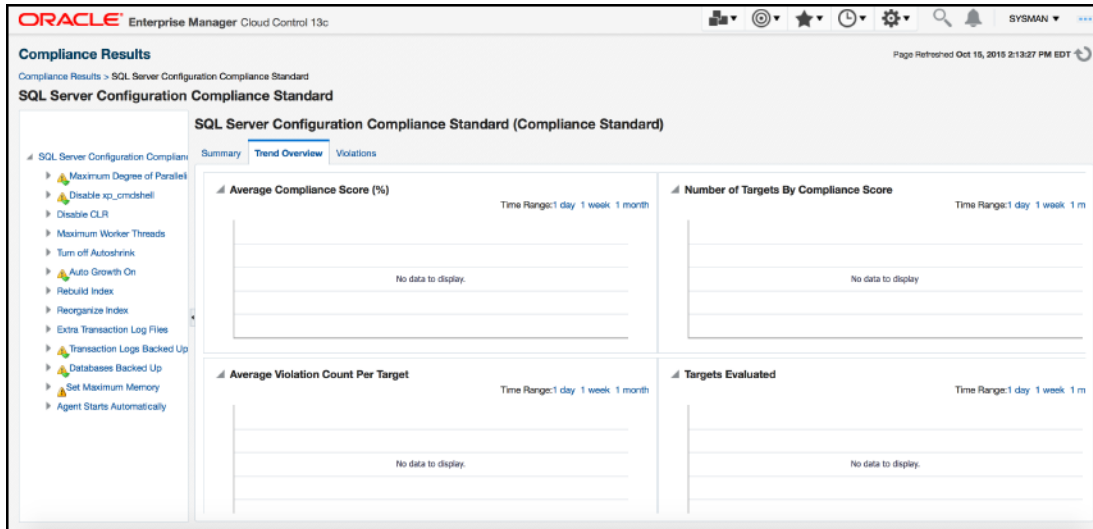 ORACLE® Enterprise Manager Cloud Control 13c
SYSMAN
Compliance Results
Page Refreshed Oct 15, 2015 2:13:27 PM EDT
Compliance Results > SQL Server Configuration Compliance Standard
SQL Server Configuration Compliance Standard
SQL Server Configuration Complian
Maximum Degree of Paralleli
Disable xp_cmdshell
Disable CLR
Maximum Worker Threads
Turn off Autoshrink
Auto Growth On
Rebuild Index
Reorganize Index
Extra Transaction Log Files
Transaction Logs Backed Up
Databases Backed Up
Set Maximum Memory
Agent Starts Automatically
SQL Server Configuration Compliance Standard (Compliance Standard)
Summary Trend Overview Violations
Average Compliance Score (%)
Time Range:1 day 1 week 1 month
No data to display.
Number of Targets By Compliance Score
Time Range:1 day 1 week 1 m
No data to display
Average Violation Count Per Target
Time Range:1 day 1 week 1 month
No data to display.
Targets Evaluated
Time Range:1 day 1 week 1 m
No data to display.